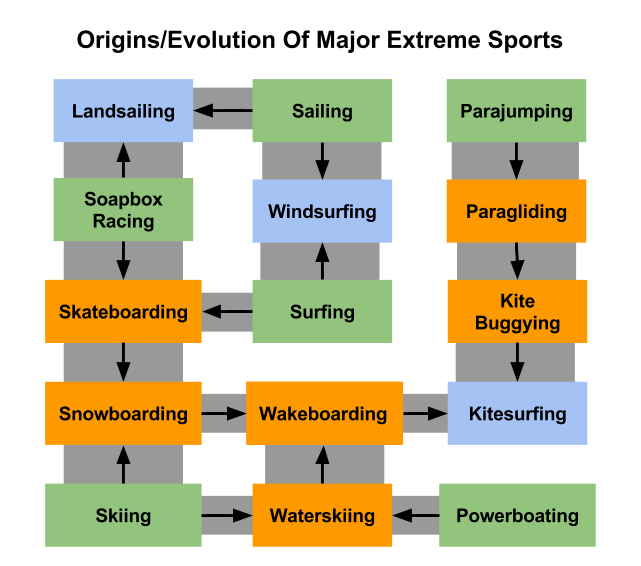 Origins/Evolution Of Major Extreme Sports
Landsailing
Sailing
Parajumping
Soapbox
Racing
Windsurfing
Paragliding
Skateboarding
Surfing
Kite
Buggying
Snowboarding
Wakeboarding
Kitesurfing
Skiing
Waterskiing
Powerboating